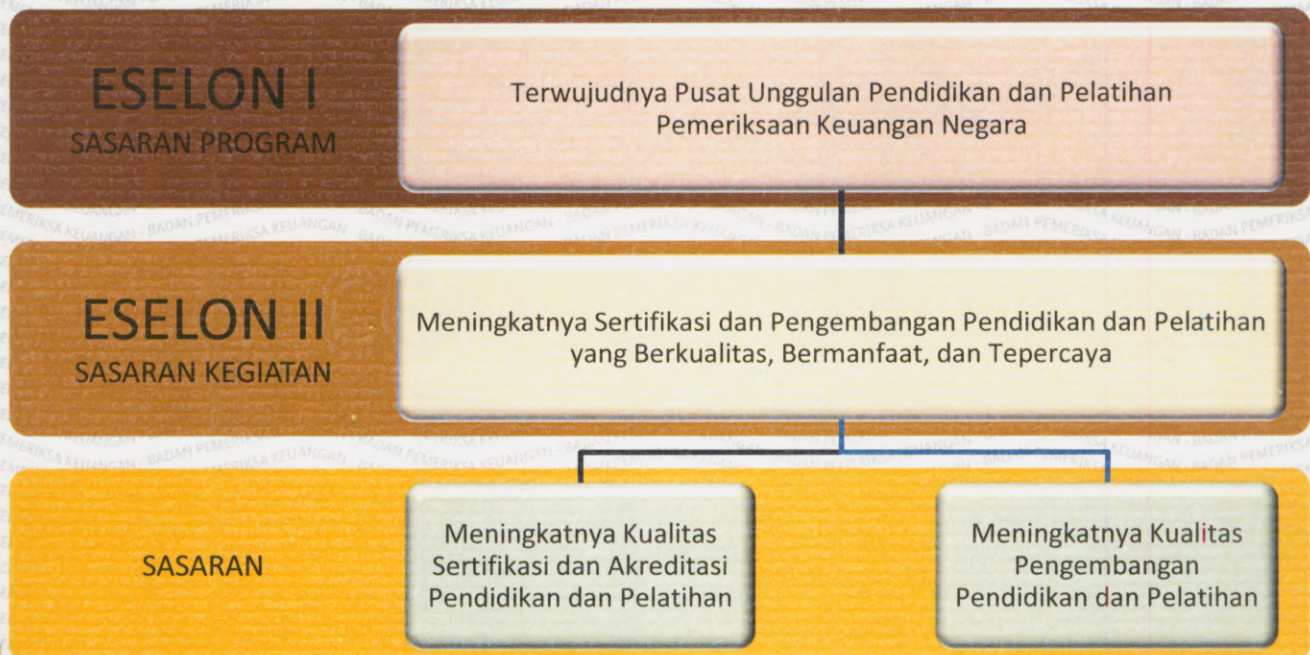 ESELON I
SASARAN PROGRAM
Terwujudnya Pusat Unggulan Pendidikan dan Pelatihan
Pemeriksaan Keuangan Negara
ESELON II
SASARAN KEGIATAN
Meningkatnya Sertifikasi dan Pengembangan Pendidikan dan Pelatihan
yang Berkualitas, Bermanfaat, dan Tepercaya
SASARAN
Meningkatnya Kualitas
Sertifikasi dan Akreditasi
Pendidikan dan Pelatihan
Meningkatnya Kualitas
Pengembangan
Pendidikan dan Pelatihan